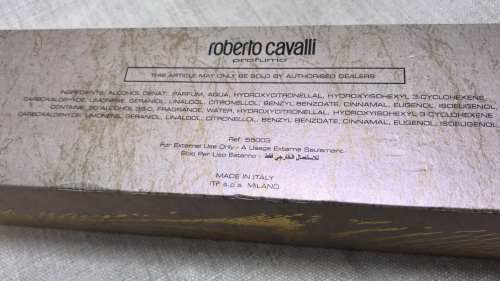 roberto cavalli
profumo
THIS ARTICLE MAY ONLY BE SOLD BY AUTHORISED DEALERS
INGREDIENTS: ALCOHOL DENAT., PARFUM, AQUA, HYDROXYCITRONELLAL, HYDROXYISOHEXYL 3-CYCLOHEXENE
CARBOXALDEHYDE, LIMONENE, GERANIOL, LINALOOL, CITRONELLOL, BENZYL BENZOATE, CINNAMAL, EUGENOL, ISOEUGENOL
CONTAINS: SD ALCOHOL 39-C, FRAGRANCE, WATER, HYDROXYCITRONELLAL, HYDROXYISOHEXYL 3-CYCLOHEXENE
CARBOXALDEHYDE, LIMONENE, GERANIOL, LINALOOL, CITRONELLOL, BENZYL BENZOATE, CINNAMAL, EUGENOL, ISOEUGENOL
Ref. 55003
For External Use Only - A Usage Externe Seulement
Solo Per Uso Esterno - للاستعمال الخارجي فقط
MADE IN ITALY
ITF s.p.a. MILANO